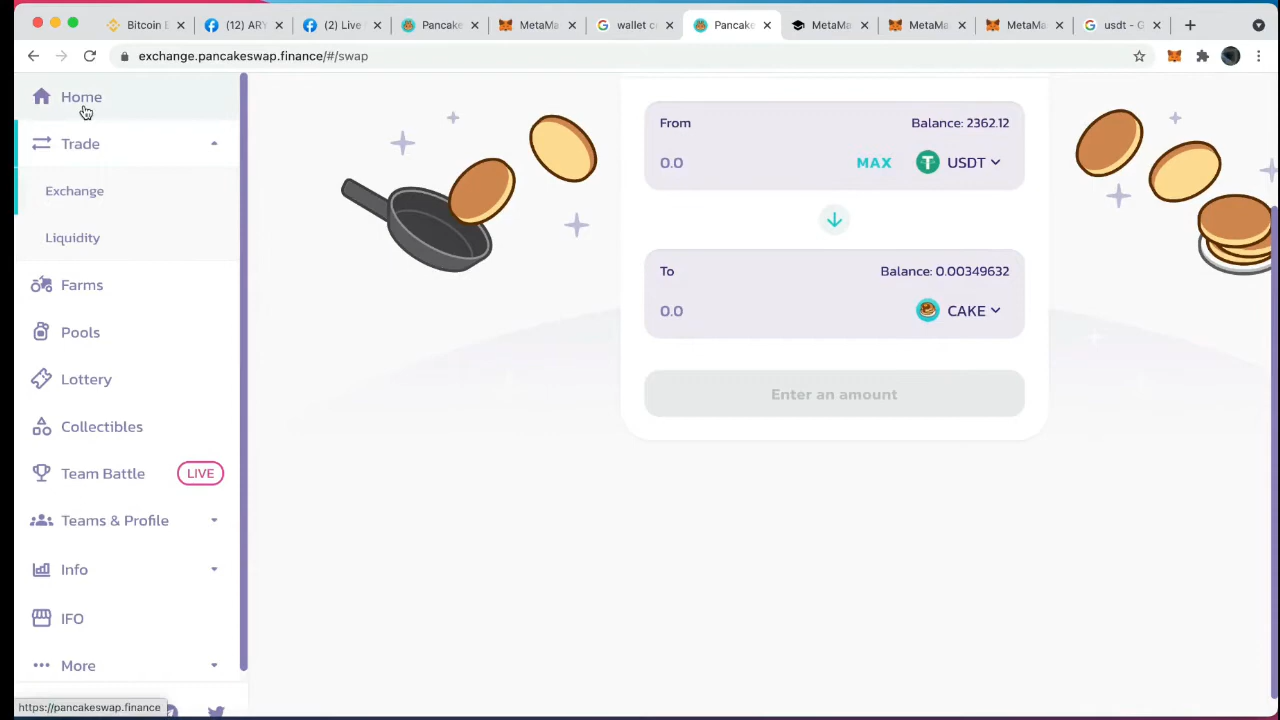 Bitcoin E
(12) AR
(2) Live
Pancake
MetaMa
wallet c
Pancake
MetaMa
MetaMa
MetaMa
usdt - G
exchange.pancakeswap.finance/#/swap
Home
Trade
Exchange
Liquidity
Farms
Pools
Lottery
Collectibles
Team Battle LIVE
Teams & Profile
Info
IFO
More
https://pancakeswap.finance
From Balance: 2362.12
0.0 MAX USDT
To Balance: 0.00349632
0.0 CAKE
Enter an amount